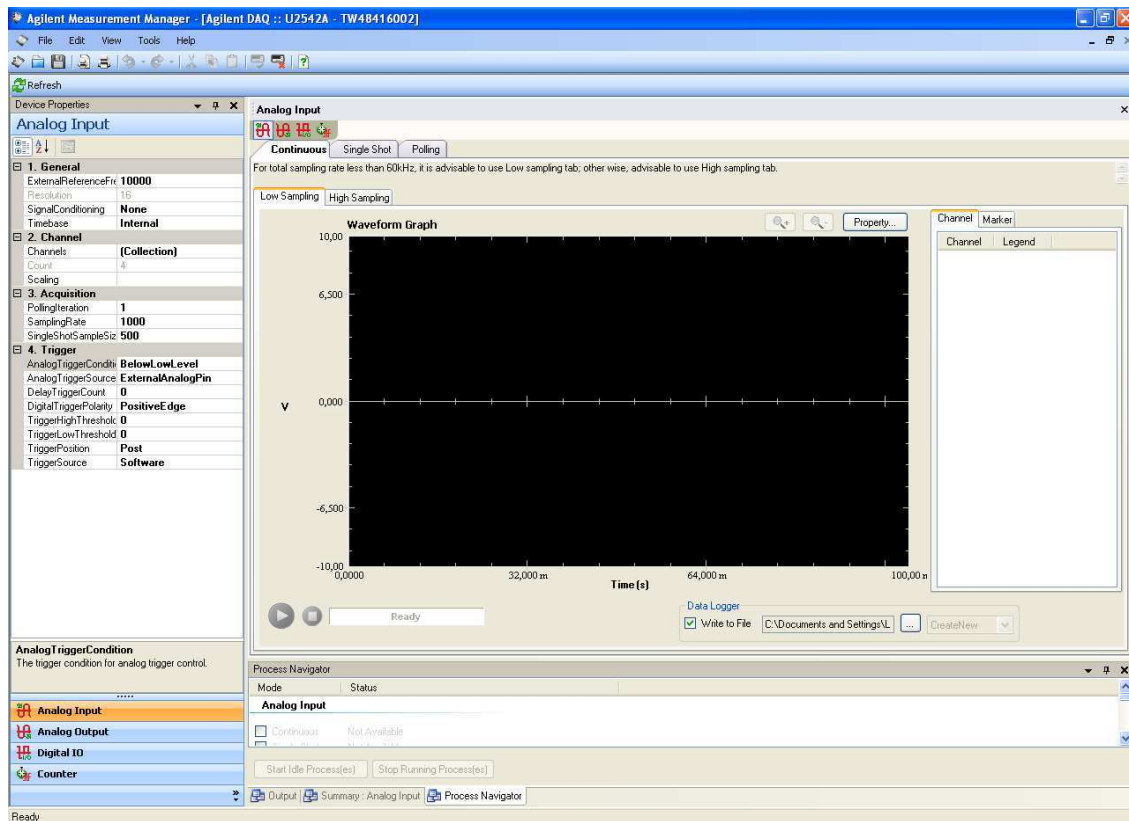 Agilent Measurement Manager - [Agilent DAQ :: U2542A - TW48416002]
File Edit View Tools Help
Refresh
Device Properties
Analog Input
1. General
ExternalReferenceFre 10000
Resolution 16
SignalConditioning None
Timebase Internal
2. Channel
Channels (Collection)
Count 4
Scaling
3. Acquisition
PollingIteration 1
SamplingRate 1000
SingleShotSampleSiz 500
4. Trigger
AnalogTriggerConditi BelowLowLevel
AnalogTriggerSource ExternalAnalogPin
DelayTriggerCount 0
DigitalTriggerPolarity PositiveEdge
TriggerHighThreshold 0
TriggerLowThreshold 0
TriggerPosition Post
TriggerSource Software
AnalogTriggerCondition
The trigger condition for analog trigger control.
Analog Input
Analog Output
Digital IO
Counter
Analog Input
Continuous Single Shot Polling
For total sampling rate less than 60kHz, it is advisable to use Low sampling tab; other wise, advisable to use High sampling tab.
Low Sampling High Sampling
Waveform Graph
Property...
10,00
6,500
V
0,000
-6,500
-10,00
0,0000 32,000 m 64,000 m 100,00 m
Time (s)
Ready
Data Logger
Write to File C:\Documents and Settings\L ... CreateNew
Channel Marker
Channel Legend
Process Navigator
Mode Status
Analog Input
Continuous Not Available
Start Idle Process(es) Stop Running Process(es)
Output Summary : Analog Input Process Navigator
Ready